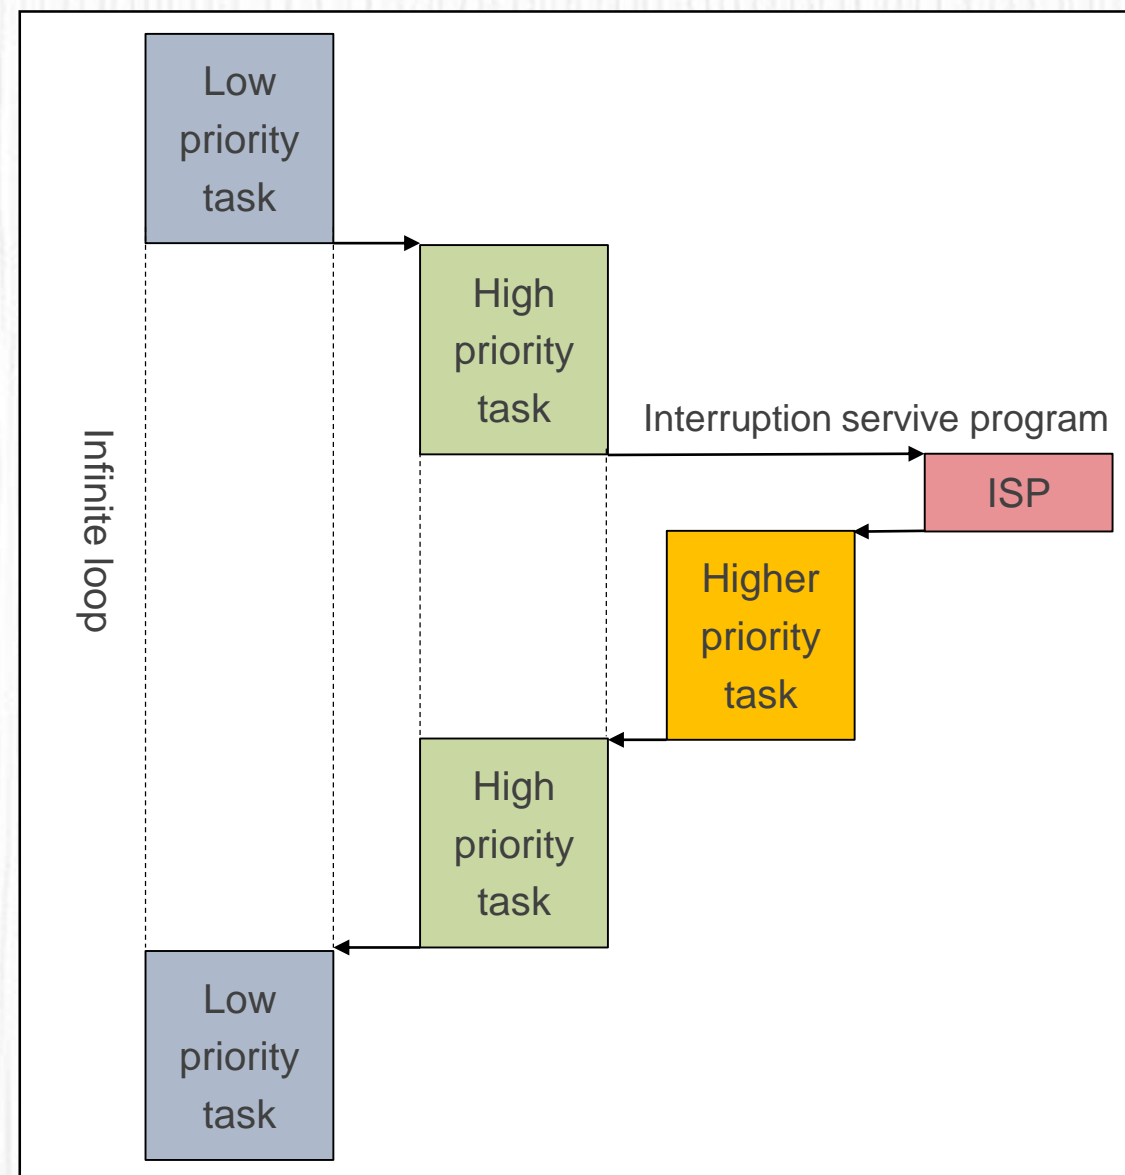 Low
priority
task
High
priority
task
Interruption servive program
ISP
Infinite loop
Higher
priority
task
High
priority
task
Low
priority
task